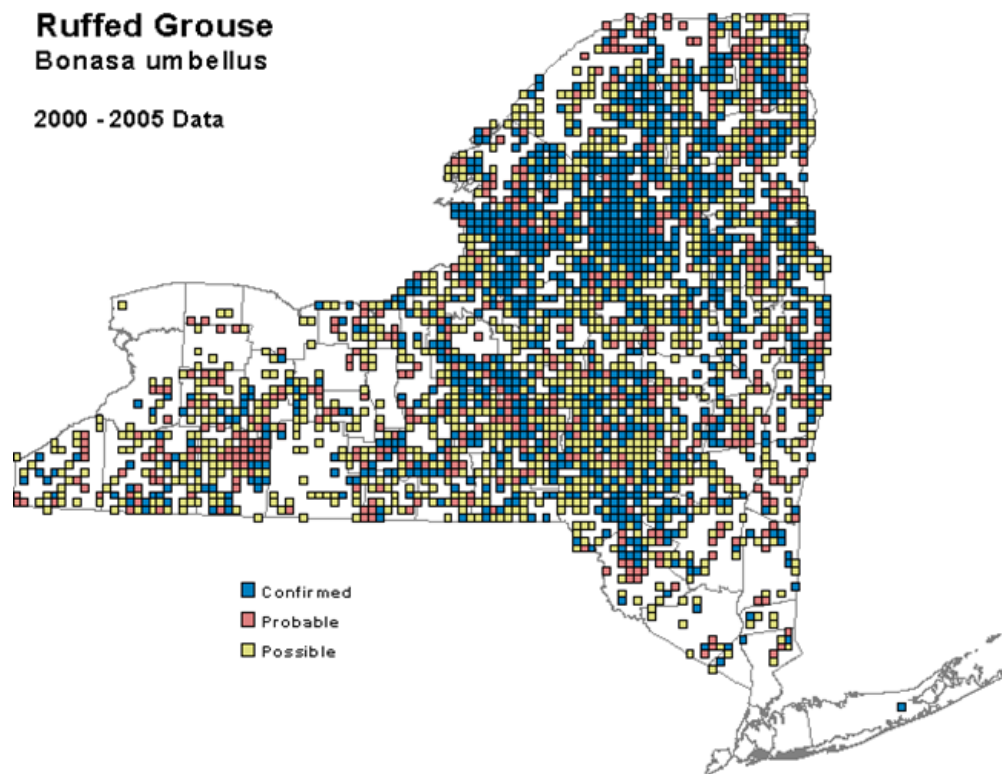 Ruffed Grouse
Bonasa umbellus
2000 - 2005 Data
Confirmed
Probable
Possible